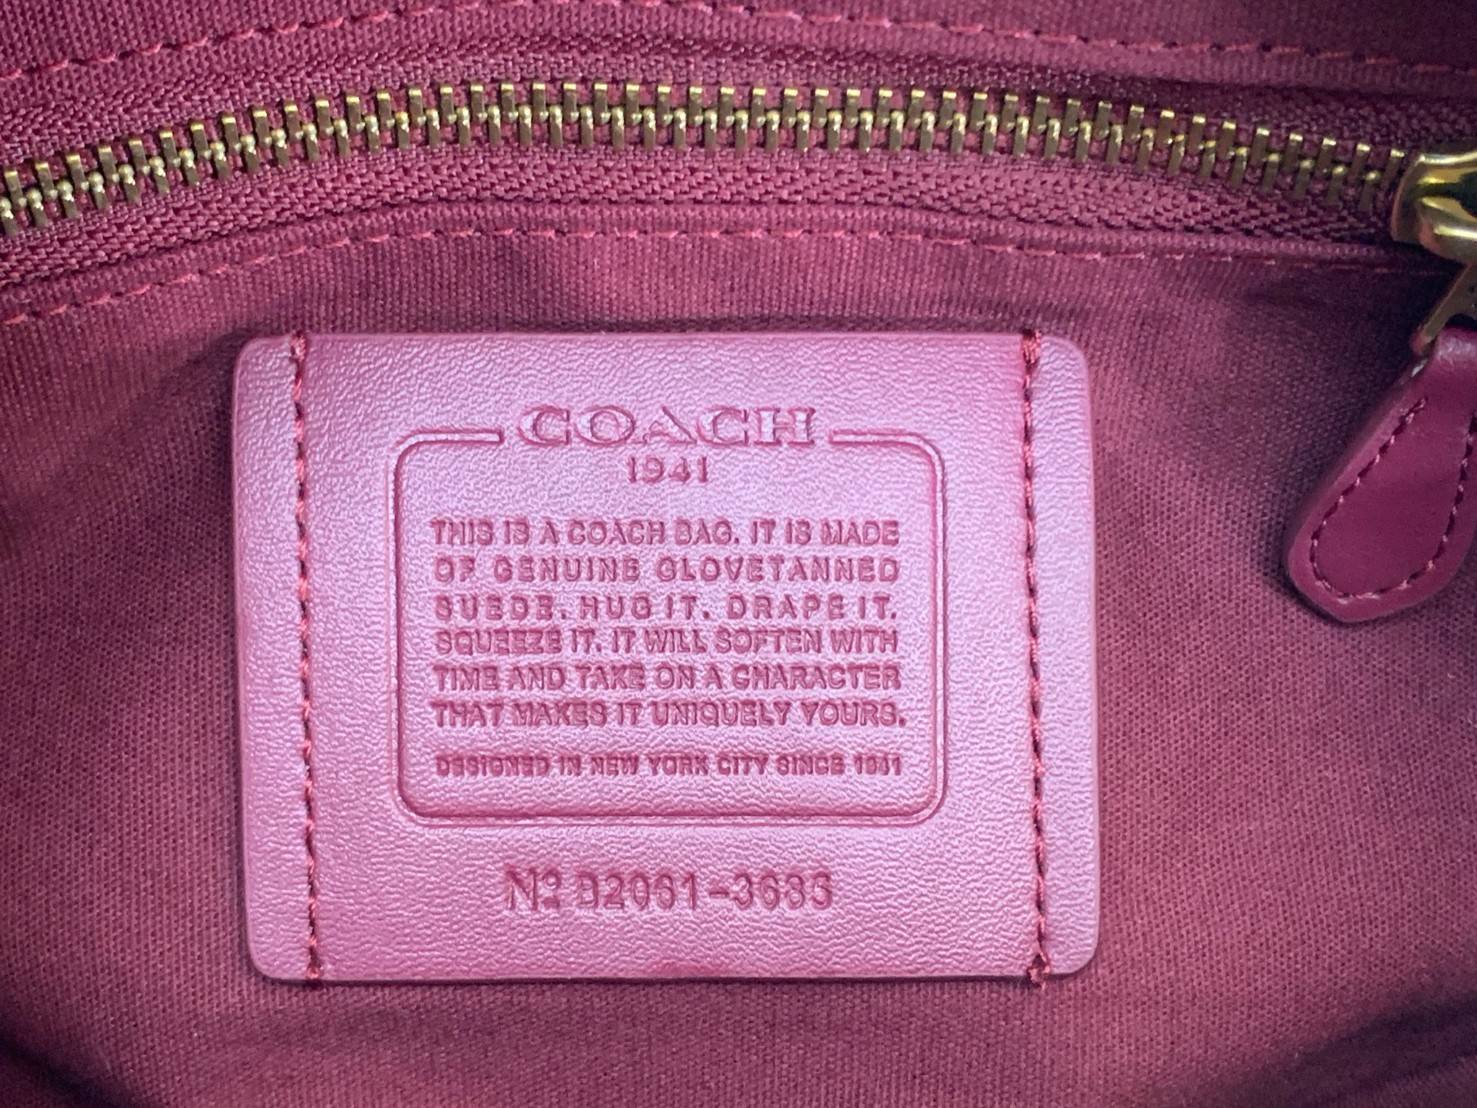 COACH
1941
THIS IS A COACH BAG. IT IS MADE
OF GENUINE GLOVETANNED
SUEDE. HUG IT. DRAPE IT.
SQUEEZE IT. IT WILL SOFTEN WITH
TIME AND TAKE ON A CHARACTER
THAT MAKES IT UNIQUELY YOURS.
DESIGNED IN NEW YORK CITY SINCE 1941
Nº